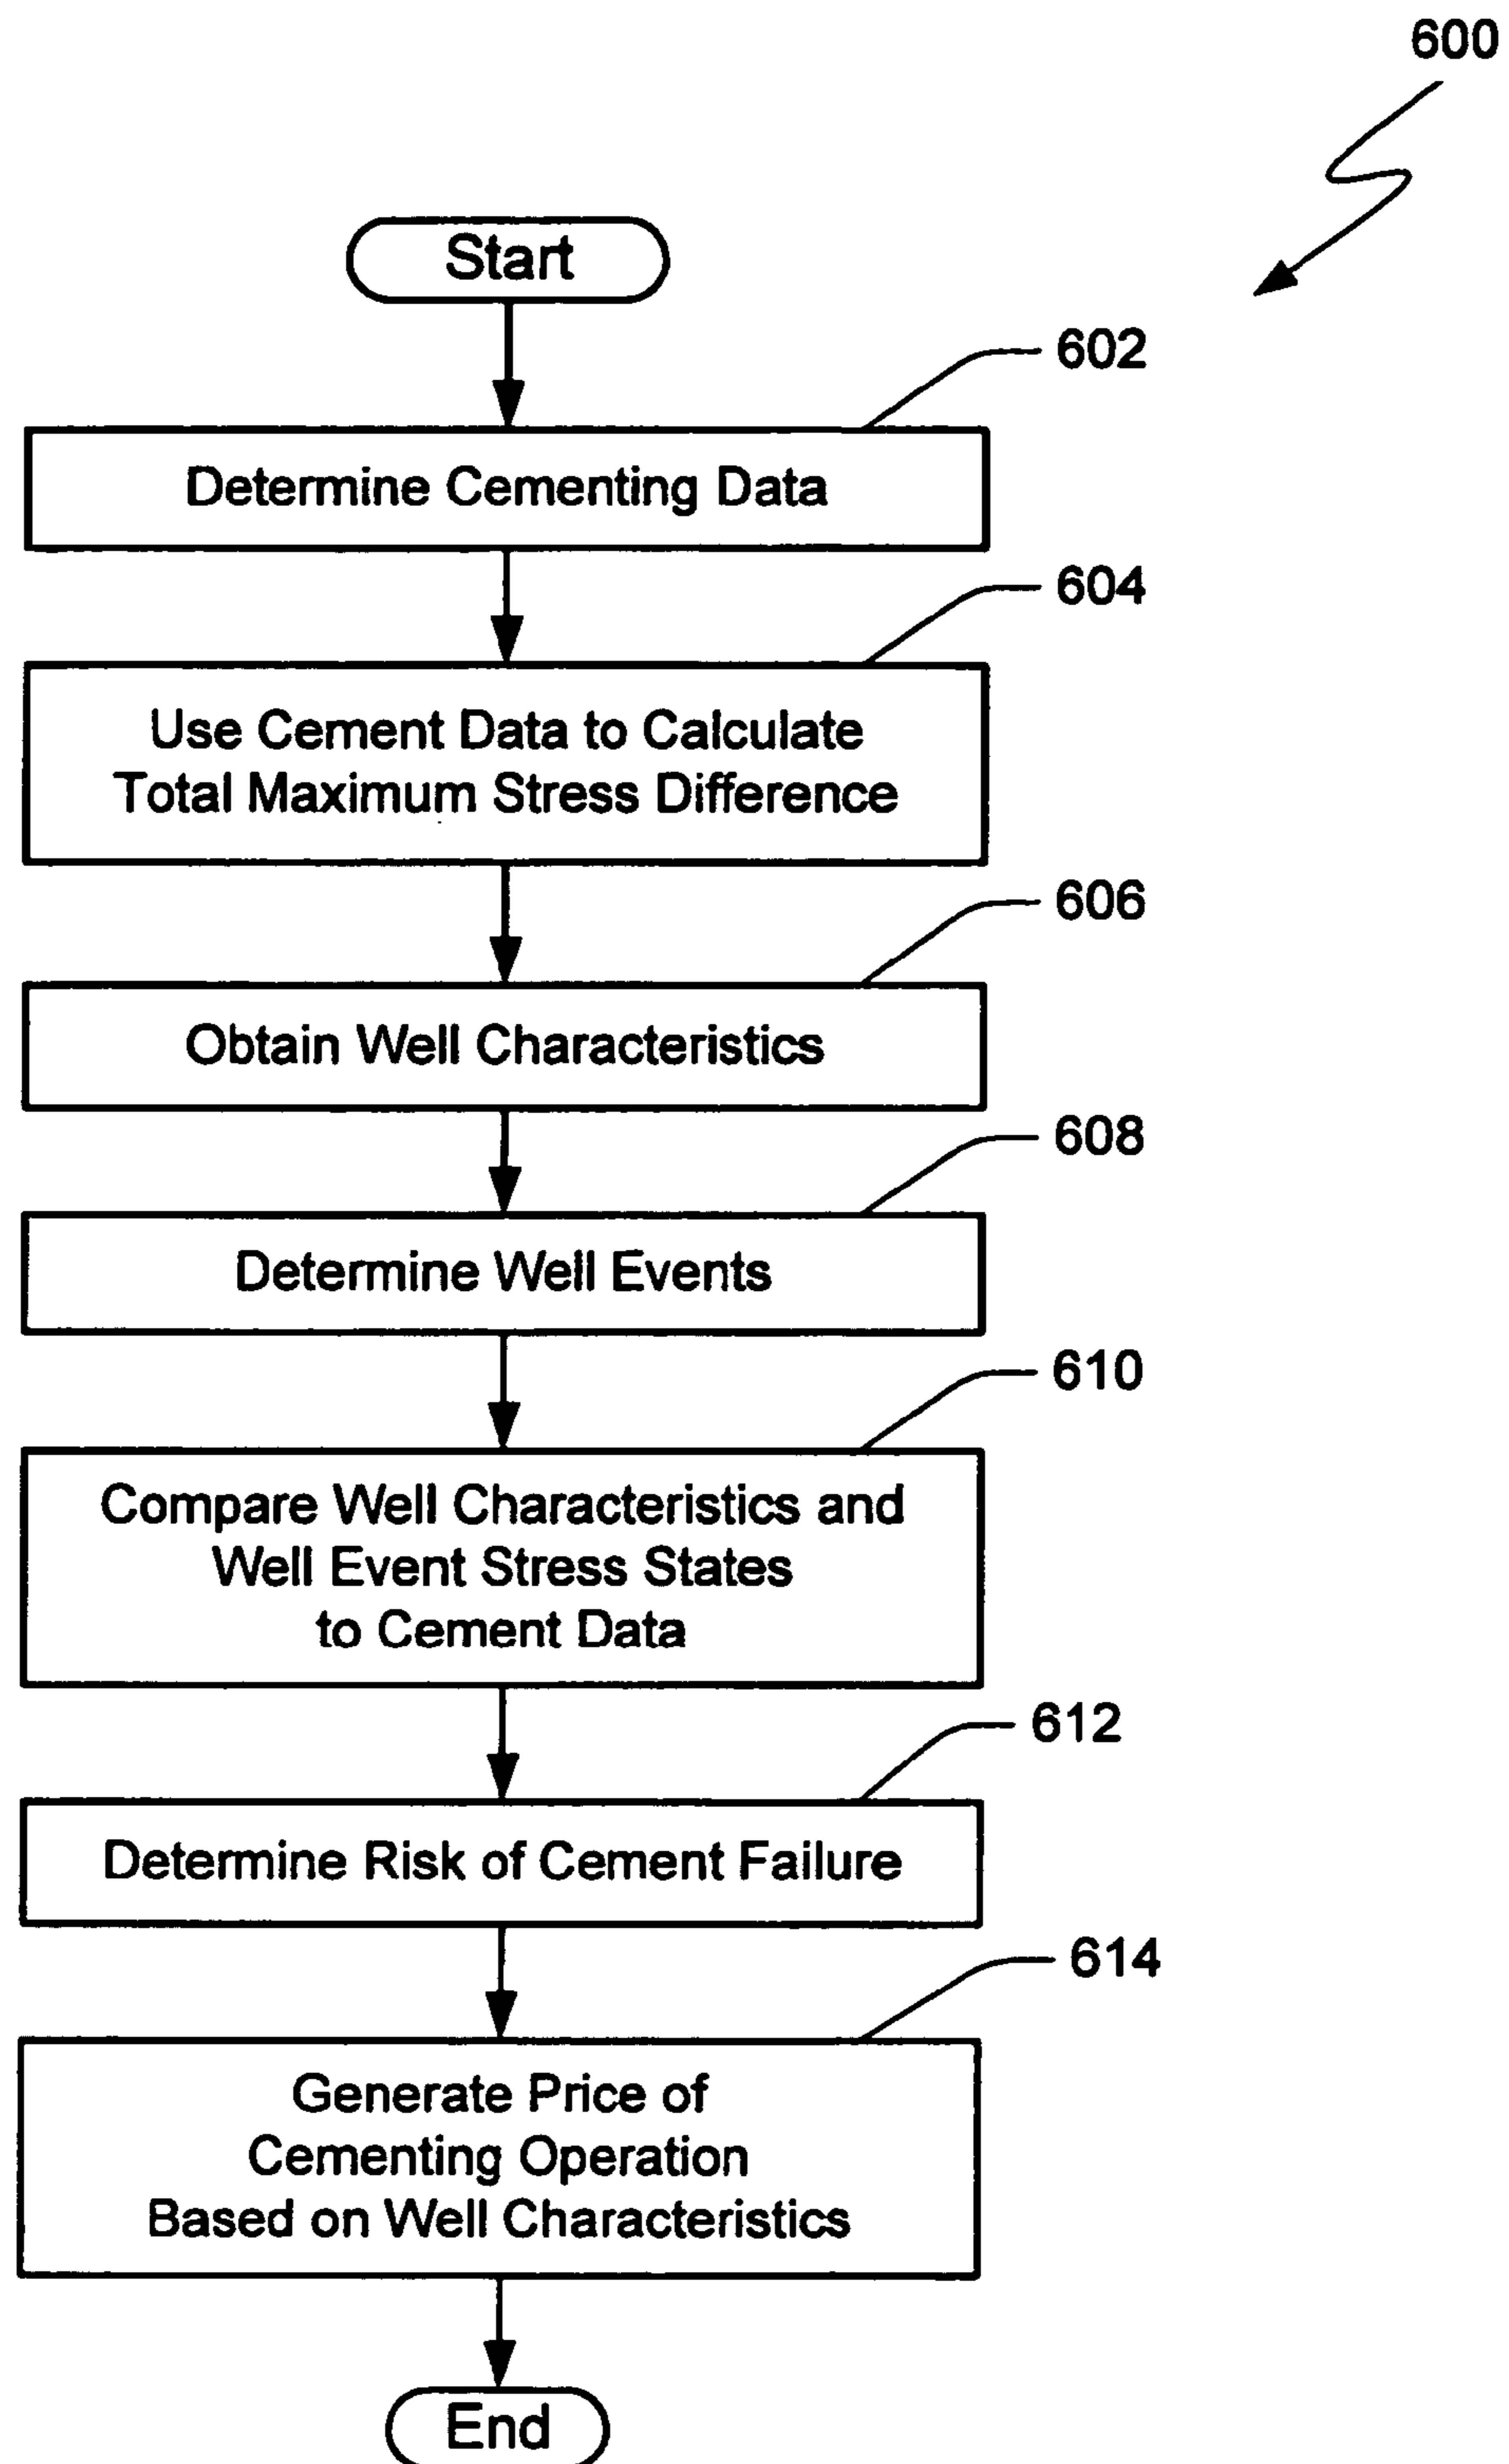 600
Start
602
Determine Cementing Data
604
Use Cement Data to Calculate
Total Maximum Stress Difference
606
Obtain Well Characteristics
608
Determine Well Events
610
Compare Well Characteristics and
Well Event Stress States
to Cement Data
612
Determine Risk of Cement Failure
614
Generate Price of
Cementing Operation
Based on Well Characteristics
End